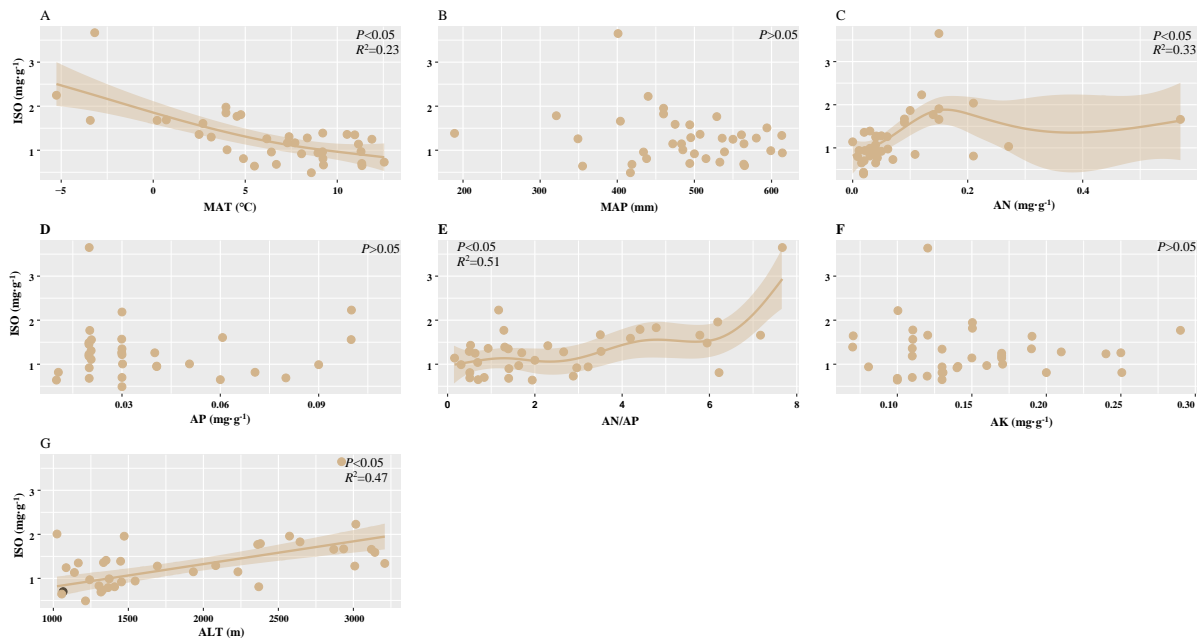 A
P<0.05
R²=0.23
ISO (mg·g⁻¹)
3
2
1
−5
0
5
10
MAT (℃)
B
P>0.05
3
2
1
200
300
400
500
600
MAP (mm)
C
P<0.05
R²=0.33
3
2
1
0.0
0.2
0.4
AN (mg·g⁻¹)
D
P>0.05
ISO (mg·g⁻¹)
3
2
1
0.03
0.06
0.09
AP (mg·g⁻¹)
E
P<0.05
R²=0.51
3
2
1
0
2
4
6
8
AN/AP
F
P>0.05
3
2
1
0.10
0.15
0.20
0.25
0.30
AK (mg·g⁻¹)
G
P<0.05
R²=0.47
ISO (mg·g⁻¹)
3
2
1
1000
1500
2000
2500
3000
ALT (m)